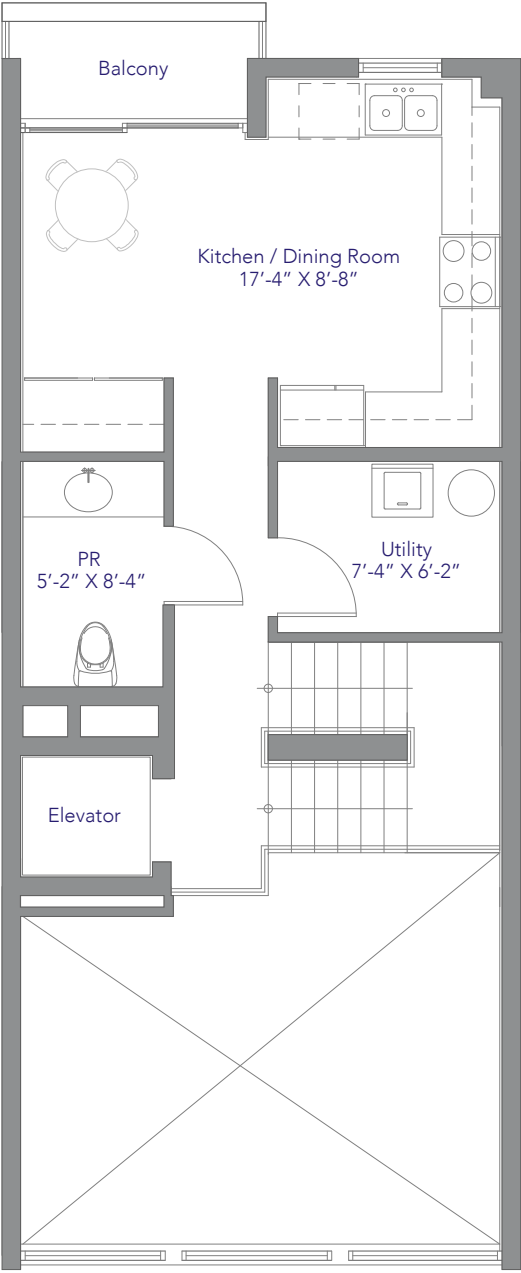 Balcony
Kitchen / Dining Room
17’-4” X 8’-8”
PR
5’-2” X 8’-4”
Utility
7’-4” X 6’-2”
Elevator